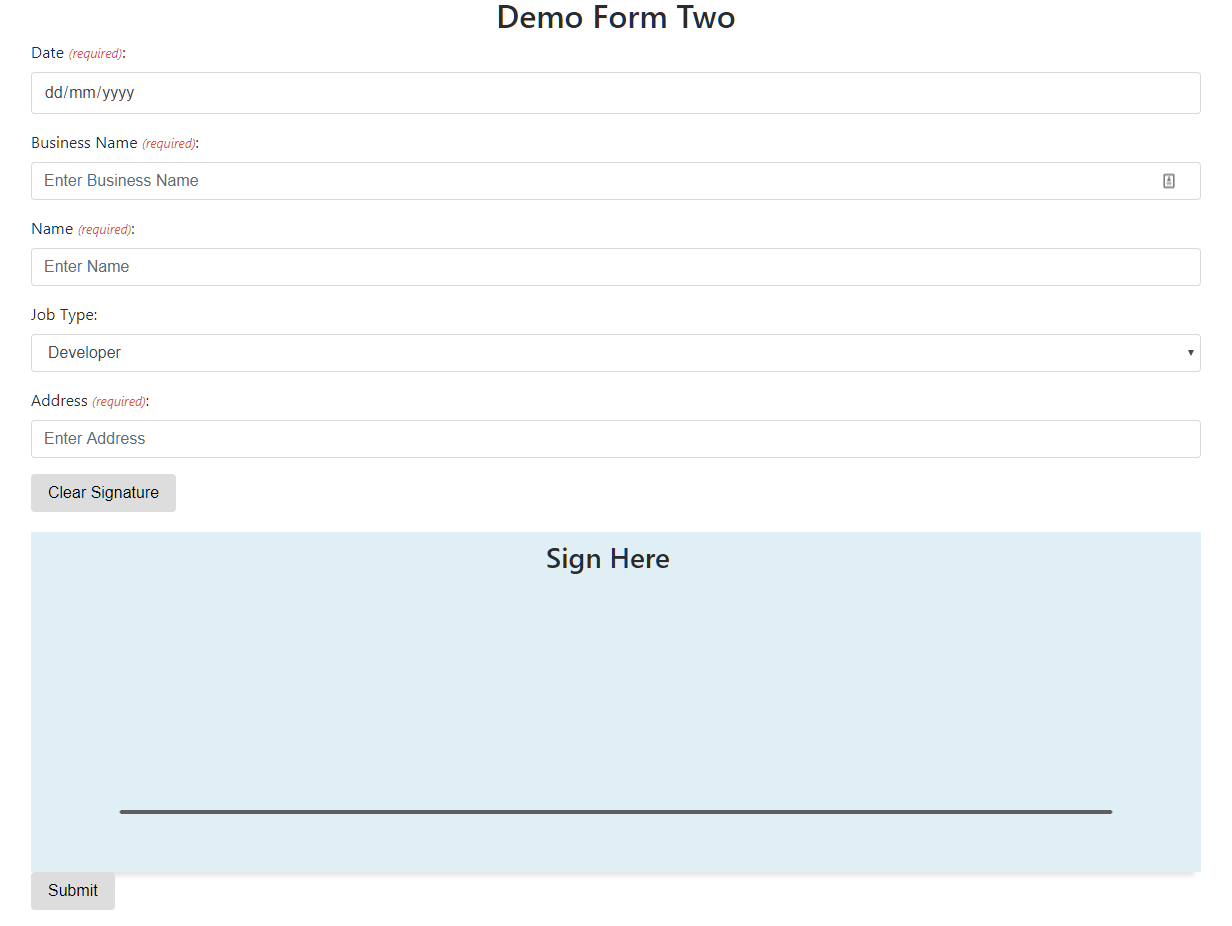 Demo Form Two
Date (required):
dd/mm/yyyy
Business Name (required):
Enter Business Name
Name (required):
Enter Name
Job Type:
Developer
Address (required):
Enter Address
Clear Signature
Sign Here
Submit